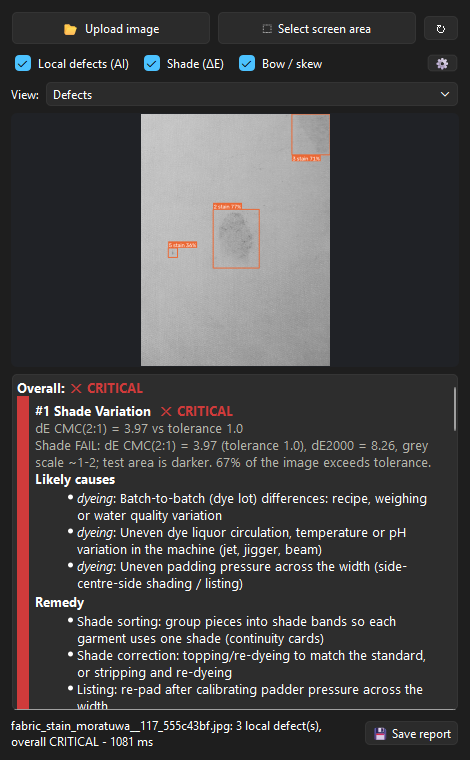 Upload image
Select screen area
Local defects (AI)
Shade (ΔE)
Bow / skew
View:
Defects
3 stain 71%
2 stain 77%
Overall: ✕ CRITICAL
#1 Shade Variation ✕ CRITICAL
dE CMC(2:1) = 3.97 vs tolerance 1.0
Shade FAIL: dE CMC(2:1) = 3.97 (tolerance 1.0), dE2000 = 8.26, grey
scale ~1-2; test area is darker. 67% of the image exceeds tolerance.
Likely causes
• dyeing: Batch-to-batch (dye lot) differences: recipe, weighing
or water quality variation
• dyeing: Uneven dye liquor circulation, temperature or pH
variation in the machine (jet, jigger, beam)
• dyeing: Uneven padding pressure across the width (side-
centre-side shading / listing)
Remedy
• Shade sorting: group pieces into shade bands so each
garment uses one shade (continuity cards)
• Shade correction: topping/re-dyeing to match the standard,
or stripping and re-dyeing
• Listing: re-pad after calibrating padder pressure across the
width
fabric_stain_moratuwa__117_555c43bf.jpg: 3 local defect(s),
overall CRITICAL - 1081 ms
Save report